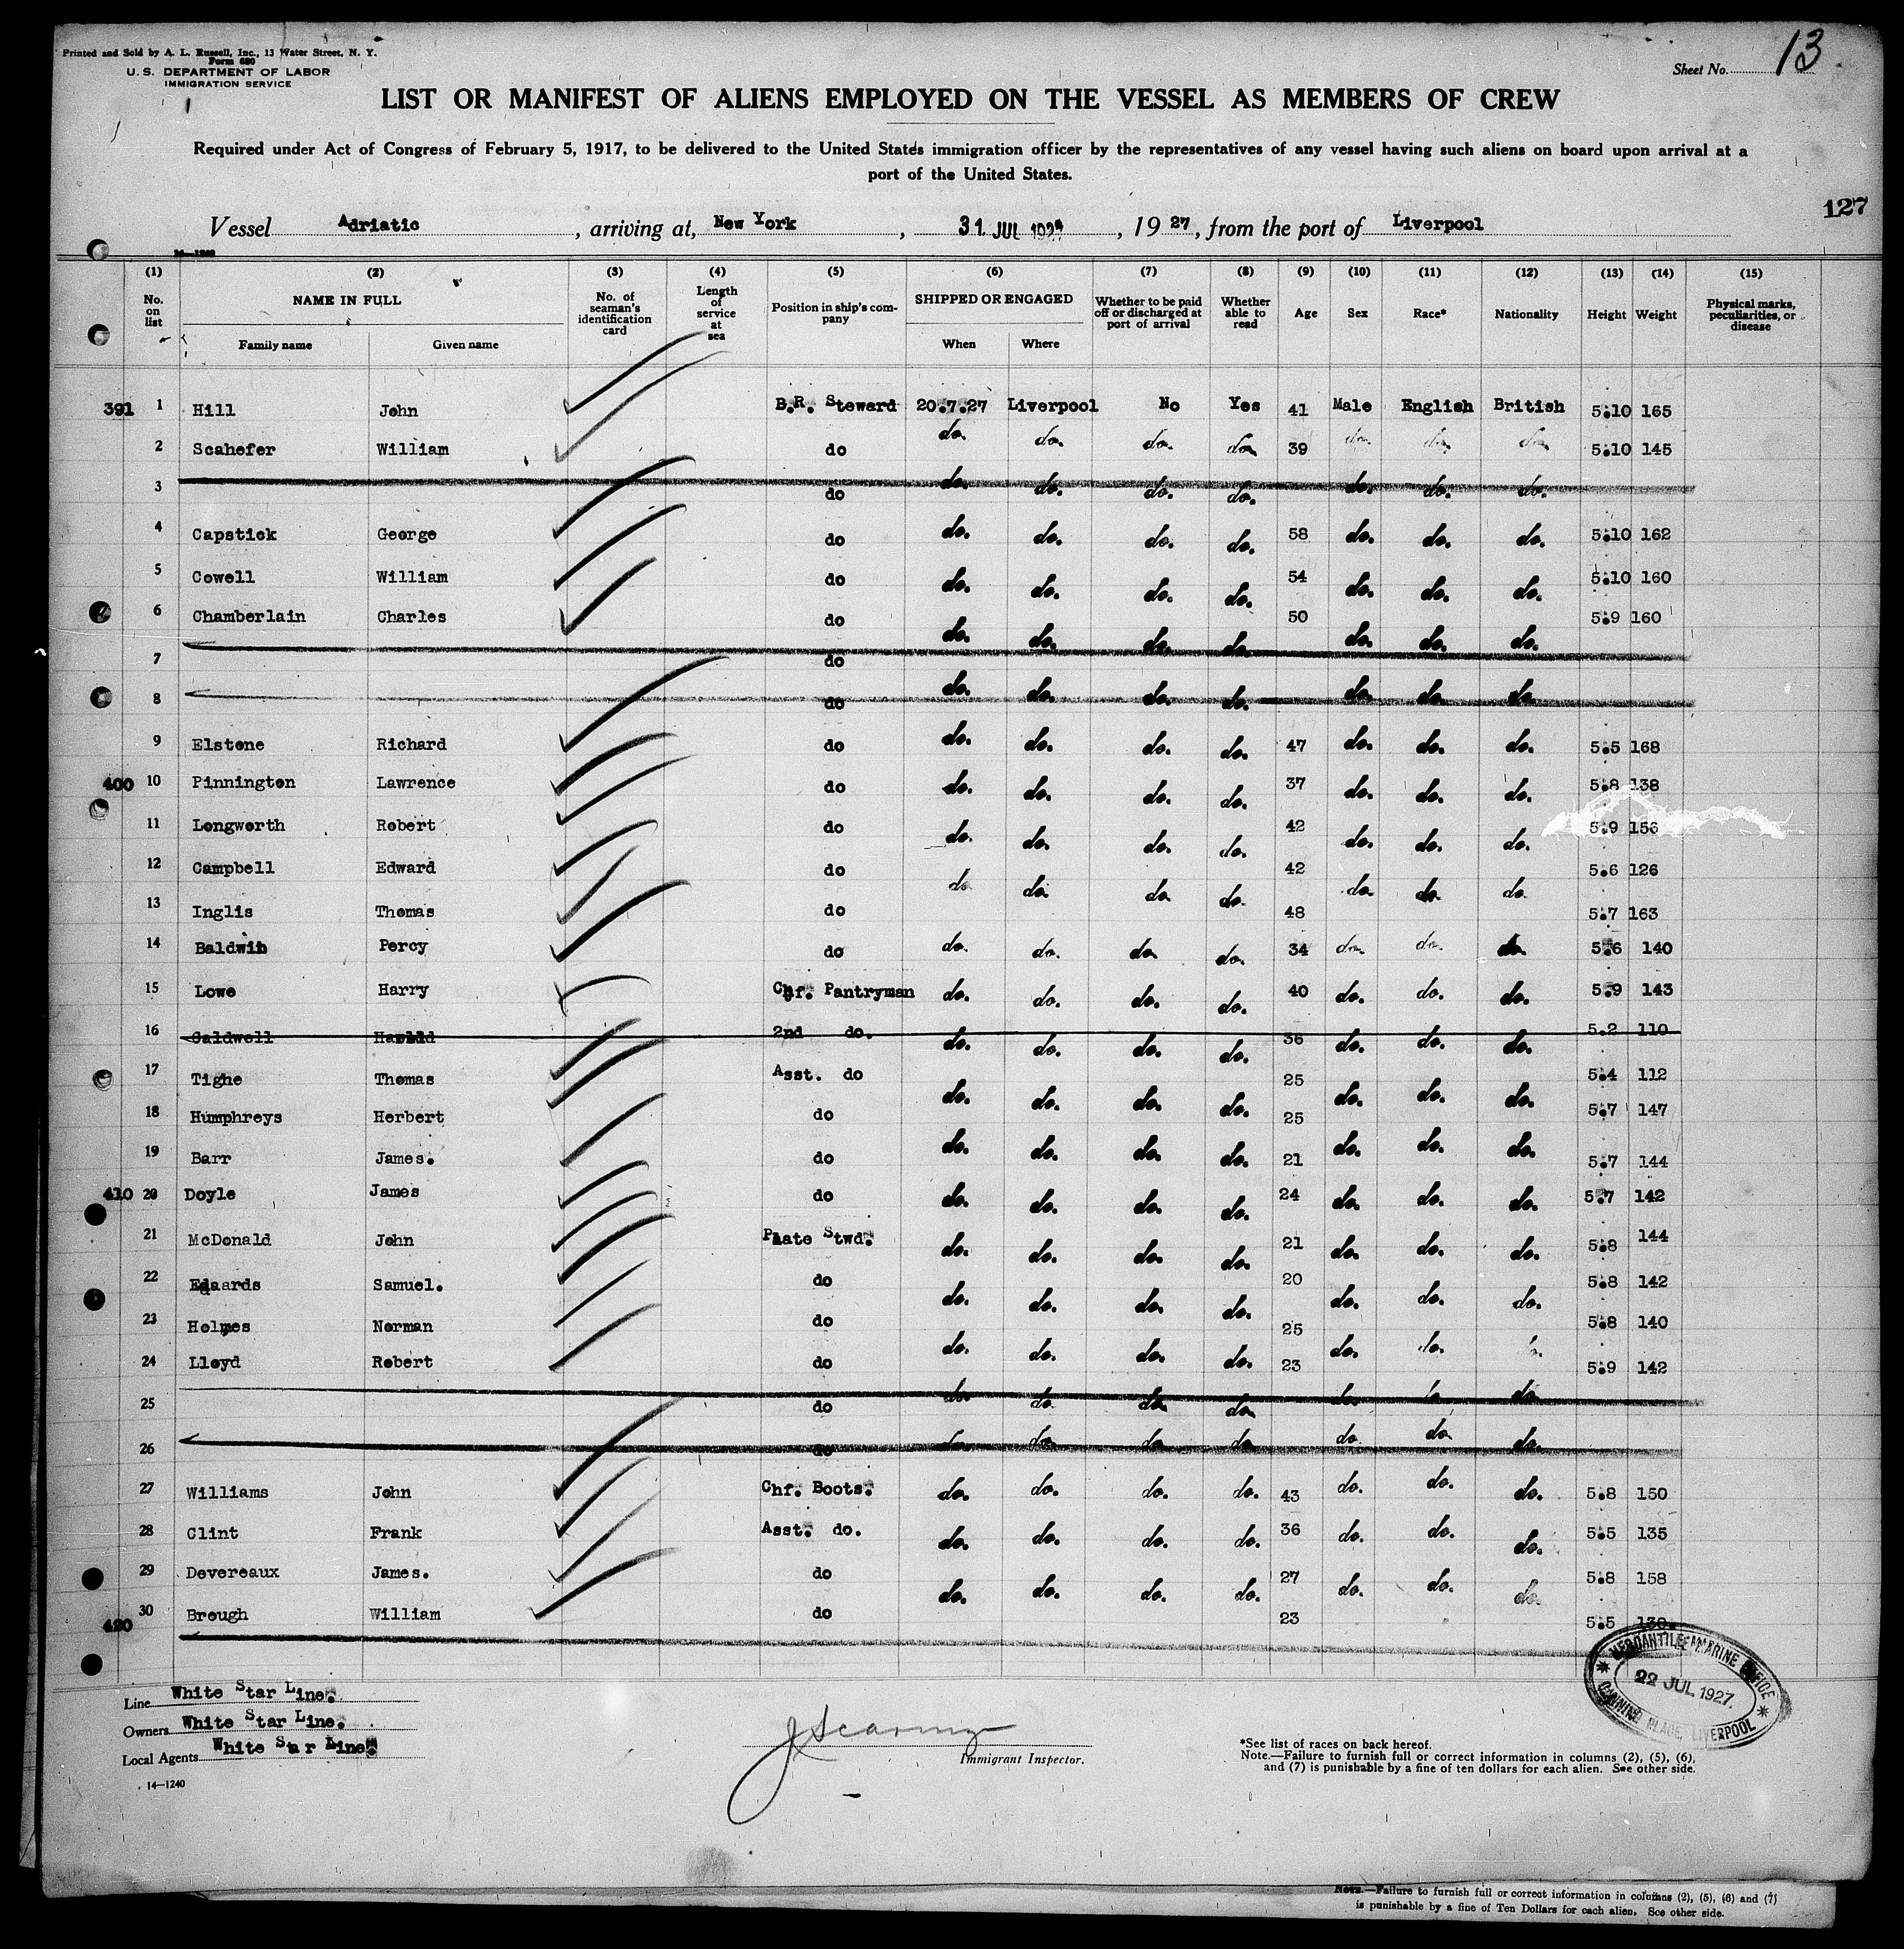 Printed and Sold by A. L. Russell, Inc., 13 Water Street, N. Y.
Form 680
U. S. DEPARTMENT OF LABOR
IMMIGRATION SERVICE
Sheet No. 13
LIST OR MANIFEST OF ALIENS EMPLOYED ON THE VESSEL AS MEMBERS OF CREW
Required under Act of Congress of February 5, 1917, to be delivered to the United States immigration officer by the representatives of any vessel having such aliens on board upon arrival at a
port of the United States.
127
Vessel Adriatic, arriving at, New York, 31. JUL 1927, 19 27, from the port of Liverpool
14—1240
(1) (2) (3) (4) (5) (6) (7) (8) (9) (10) (11) (12) (13) (14) (15)
No. on list NAME IN FULL No. of seaman's identification card Length of service at sea Position in ship's company SHIPPED OR ENGAGED Whether to be paid off or discharged at port of arrival Whether able to read Age Sex Race* Nationality Height Weight Physical marks, peculiarities, or disease
Family name Given name When Where
391 1 Hill John B.R. Steward 20.7.27 Liverpool No Yes 41 Male English British 5.10 165
2 Scahefer William do do. do. do. do. 39 do. do. do. 5.10 145
3 do do. do. do. do. do. do. do.
4 Capstick George do do. do. do. do. 58 do. do. do. 5.10 162
5 Cowell William do do. do. do. do. 54 do. do. do. 5.10 160
6 Chamberlain Charles do do. do. do. do. 50 do. do. do. 5.9 160
7 do do. do. do. do. do. do. do.
8 do do. do. do. do. do. do. do.
9 Elstone Richard do do. do. do. do. 47 do. do. do. 5.5 168
400 10 Pinnington Lawrence do do. do. do. do. 37 do. do. do. 5.8 138
11 Longworth Robert do do. do. do. do. 42 do. do. do. 5.9 156
12 Campbell Edward do do. do. do. do. 42 do. do. do. 5.6 126
13 Inglis Thomas do 48 5.7 163
14 Baldwin Percy do do. do. do. do. 34 do. do. do. 5.6 140
15 Lowe Harry Chf. Pantryman do. do. do. do. 40 do. do. do. 5.9 143
16 Caldwell Harold 2nd do. do. do. do. do. 36 do. do. do. 5.2 110
17 Tighe Thomas Asst. do do. do. do. do. 25 do. do. do. 5.4 112
18 Humphreys Herbert do do. do. do. do. 25 do. do. do. 5.7 147
19 Barr James. do 21 5.7 144
410 20 Doyle James do do. do. do. do. 24 do. do. do. 5.7 142
21 McDonald John Plate Stwd. do. do. do. do. 21 do. do. do. 5.8 144
22 Edaards Samuel. do do. do. do. do. 20 do. do. do. 5.8 142
23 Holmes Norman do do. do. do. do. 25 do. do. 5.8 140
24 Lloyd Robert do 23 5.9 142
25 do do. do. do. do. do. do. do.
26 do do. do. do. do. do. do. do.
27 Williams John Chf. Boots. do. do. do. do. 43 do. do. do. 5.8 150
28 Clint Frank Asst. do. do. do. do. do. 36 do. do. do. 5.5 135
29 Devereaux James. do do. do. do. do. 27 do. do. do. 5.8 158
420 30 Brough William do 23 5.5 130.
MERCANTILE MARINE OFFICE
22 JUL 1927
CANNING PLACE, LIVERPOOL
Line White Star Line.
Owners White Star Line.
Local Agents White Star Line.
14—1240
Immigrant Inspector.
*See list of races on back hereof.
Note.—Failure to furnish full or correct information in columns (2), (5), (6),
and (7) is punishable by a fine of ten dollars for each alien. See other side.
Note.—Failure to furnish full or correct information in columns (2), (5), (6) and (7)
is punishable by a fine of Ten Dollars for each alien. See other side.